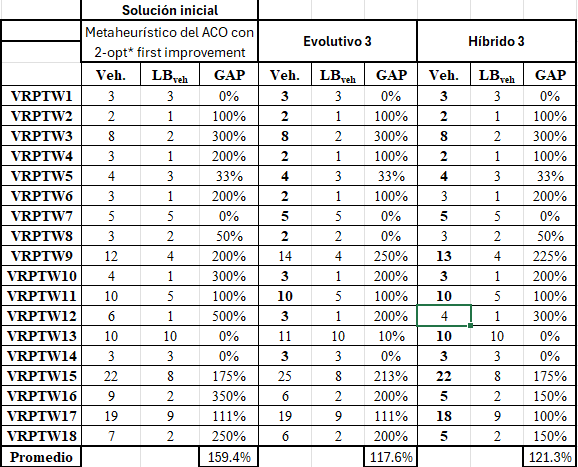 Solución inicial
Metaheurístico del ACO con 2-opt* first improvement Evolutivo 3 Híbrido 3
Veh. LBveh GAP Veh. LBveh GAP Veh. LBveh GAP
VRPTW1 3 3 0% 3 3 0% 3 3 0%
VRPTW2 2 1 100% 2 1 100% 2 1 100%
VRPTW3 8 2 300% 8 2 300% 8 2 300%
VRPTW4 3 1 200% 2 1 100% 2 1 100%
VRPTW5 4 3 33% 4 3 33% 4 3 33%
VRPTW6 3 1 200% 2 1 100% 3 1 200%
VRPTW7 5 5 0% 5 5 0% 5 5 0%
VRPTW8 3 2 50% 2 2 0% 3 2 50%
VRPTW9 12 4 200% 14 4 250% 13 4 225%
VRPTW10 4 1 300% 3 1 200% 3 1 200%
VRPTW11 10 5 100% 10 5 100% 10 5 100%
VRPTW12 6 1 500% 3 1 200% 4 1 300%
VRPTW13 10 10 0% 11 10 10% 10 10 0%
VRPTW14 3 3 0% 3 3 0% 3 3 0%
VRPTW15 22 8 175% 25 8 213% 22 8 175%
VRPTW16 9 2 350% 6 2 200% 5 2 150%
VRPTW17 19 9 111% 19 9 111% 18 9 100%
VRPTW18 7 2 250% 6 2 200% 5 2 150%
Promedio 159.4% 117.6% 121.3%